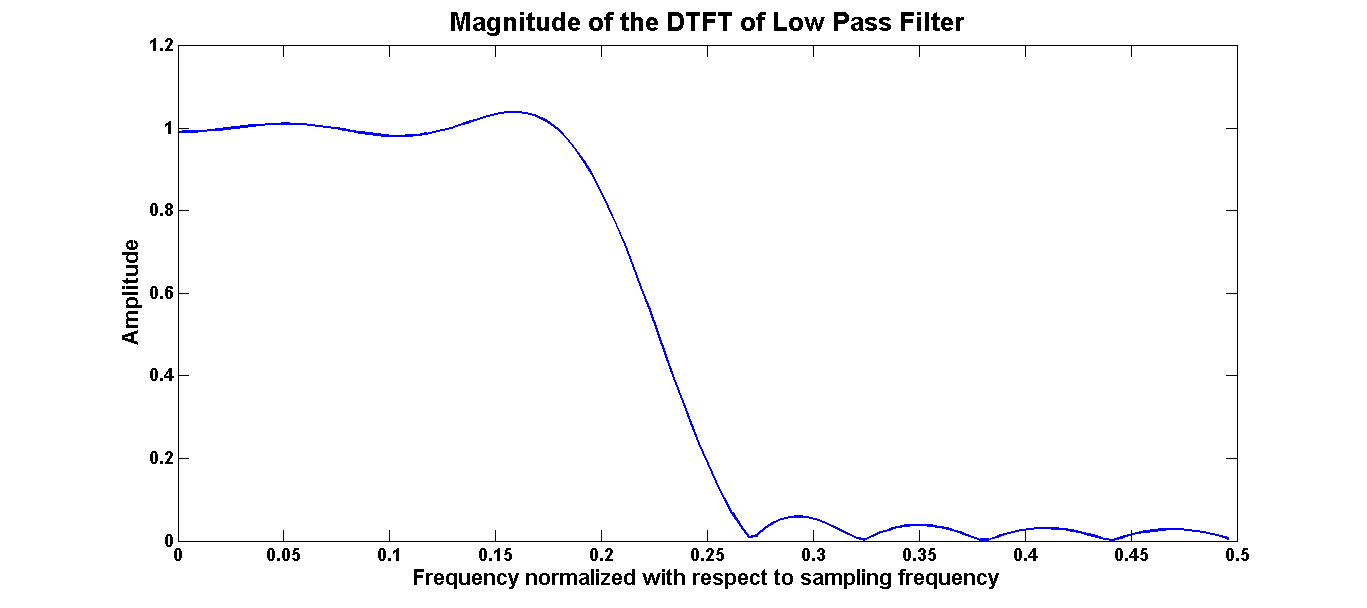 Magnitude of the DTFT of Low Pass Filter
1.2
1
0.8
0.6
0.4
0.2
0
Amplitude
0 0.05 0.1 0.15 0.2 0.25 0.3 0.35 0.4 0.45 0.5
Frequency normalized with respect to sampling frequency